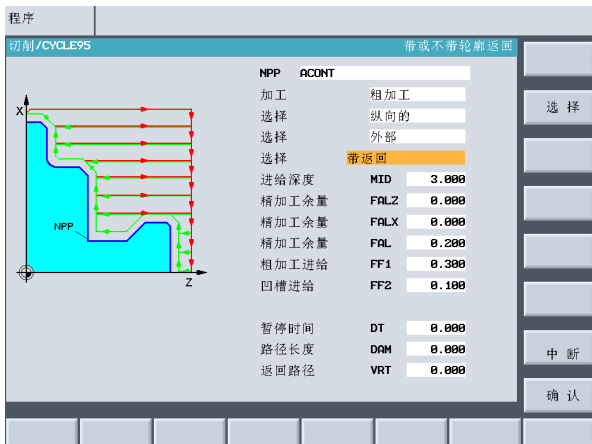 程序
切削/CYCLE95 带或不带轮廓返回
NPP ACONT
加工 粗加工
选择 纵向的
选择 外部
选择 带返回
进给深度 MID 3.000
精加工余量 FALZ 0.000
精加工余量 FALX 0.000
精加工余量 FAL 0.200
粗加工进给 FF1 0.300
凹槽进给 FF2 0.100
暂停时间 DT 0.000
路径长度 DAM 0.000
返回路径 VRT 0.000
X
NPP
Z
选择
中断
确认